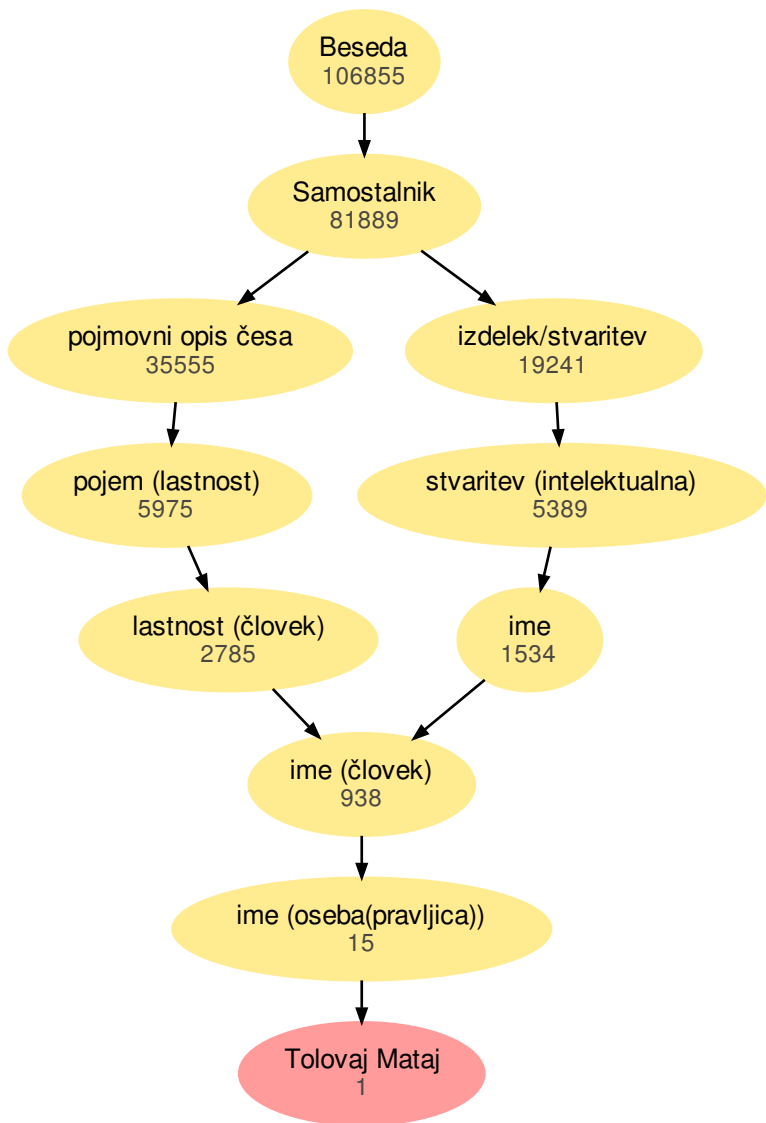 Beseda
106855
Samostalnik
81889
pojmovni opis česa
35555
izdelek/stvaritev
19241
pojem (lastnost)
5975
stvaritev (intelektualna)
5389
lastnost (človek)
2785
ime
1534
ime (človek)
938
ime (oseba(pravljica))
15
Tolovaj Mataj
1